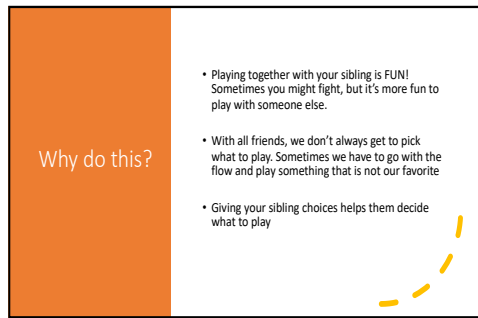 Why do this?
• Playing together with your sibling is FUN!
Sometimes you might fight, but it's more fun to
play with someone else.
• With all friends, we don't always get to pick
what to play. Sometimes we have to go with the
flow and play something that is not our favorite
• Giving your sibling choices helps them decide
what to play